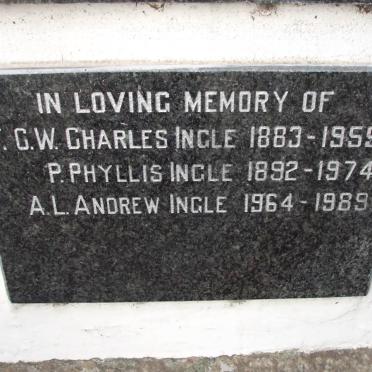 IN LOVING MEMORY OF
. C.W. CHARLES INGLE 1883-1959
P. PHYLLIS INGLE 1892-1974
A.L. ANDREW INGLE 1964-1989